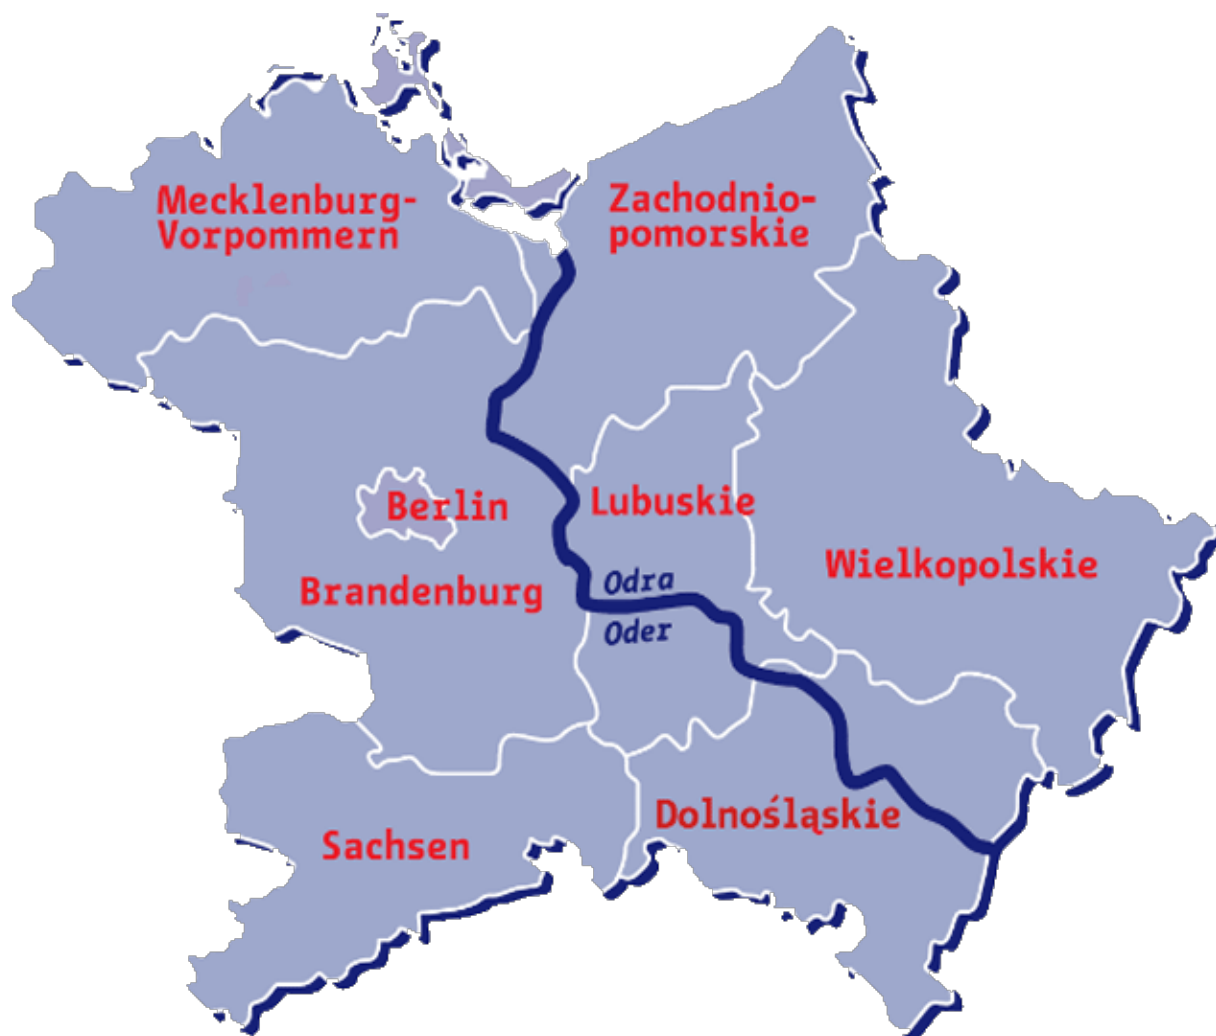 Mecklenburg-
Vorpommern
Zachodnio-
pomorskie
Berlin
Lubuskie
Wielkopolskie
Brandenburg
Odra
Oder
Dolnośląskie
Sachsen